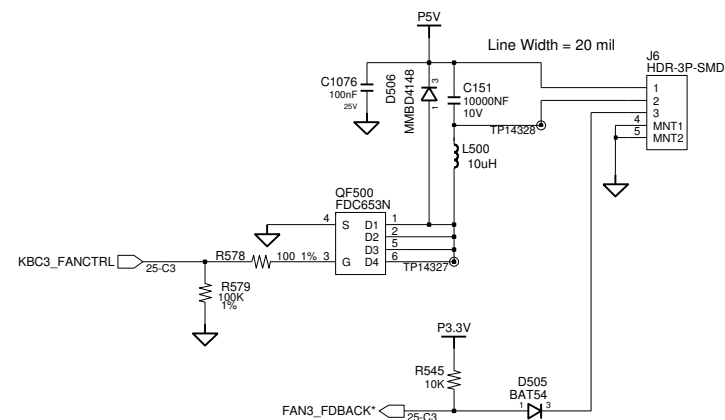 P5V
Line Width = 20 mil
J6
HDR-3P-SMD
C1076
100nF
25V
D506
MMBD4148
3
1
C151
10000NF
10V
1
2
3
4 MNT1
5 MNT2
TP14328
L500
10uH
QF500
FDC653N
4 S D1 1
D2 2
D3 5
3 G D4 6
TP14327
KBC3_FANCTRL
25-C3
R578
100 1%
R579
100K
1%
P3.3V
R545
10K
D505
BAT54
1 3
FAN3_FDBACK*
25-C3